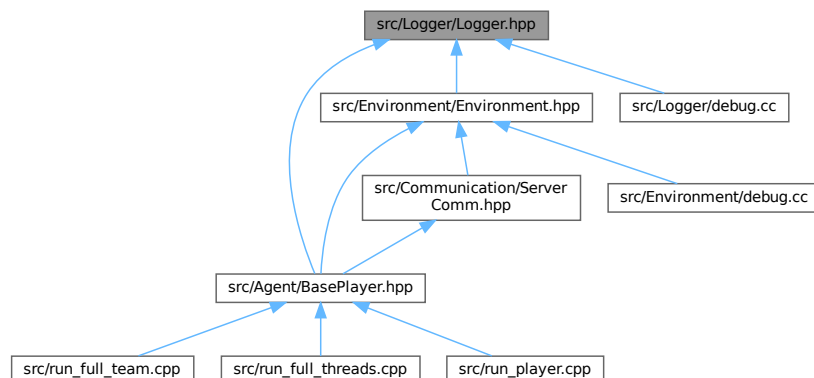 src/Logger/Logger.hpp
src/Environment/Environment.hpp
src/Logger/debug.cc
src/Communication/Server
Comm.hpp
src/Environment/debug.cc
src/Agent/BasePlayer.hpp
src/run_full_team.cpp
src/run_full_threads.cpp
src/run_player.cpp